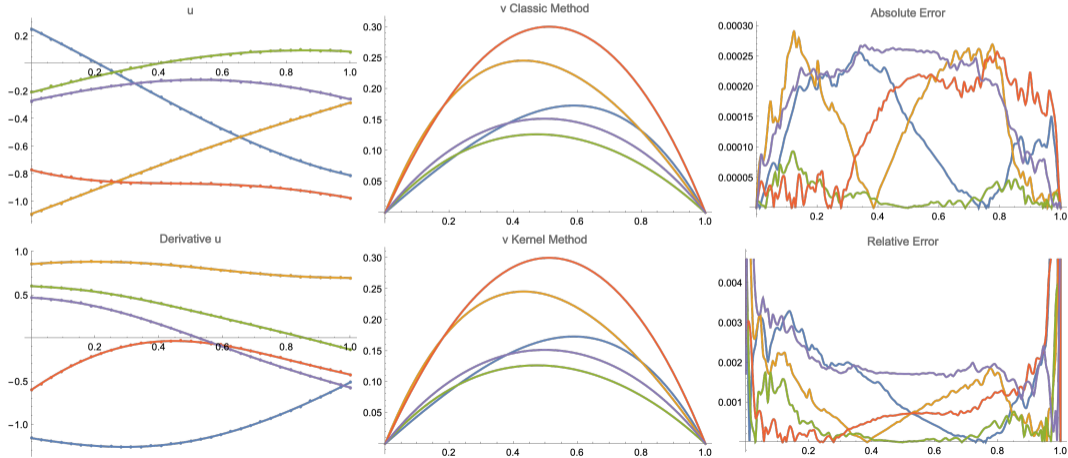 u
0.2
-0.2
-0.4
-0.6
-0.8
-1.0
0.2 0.4 0.6 0.8 1.0
v Classic Method
0.30
0.25
0.20
0.15
0.10
0.05
0.2 0.4 0.6 0.8 1.0
Absolute Error
0.00030
0.00025
0.00020
0.00015
0.00010
0.00005
0.2 0.4 0.6 0.8 1.0
Derivative u
1.0
0.5
-0.5
-1.0
0.2 0.4 0.6 0.8 1.0
v Kernel Method
0.30
0.25
0.20
0.15
0.10
0.05
0.2 0.4 0.6 0.8 1.0
Relative Error
0.004
0.003
0.002
0.001
0.2 0.4 0.6 0.8 1.0